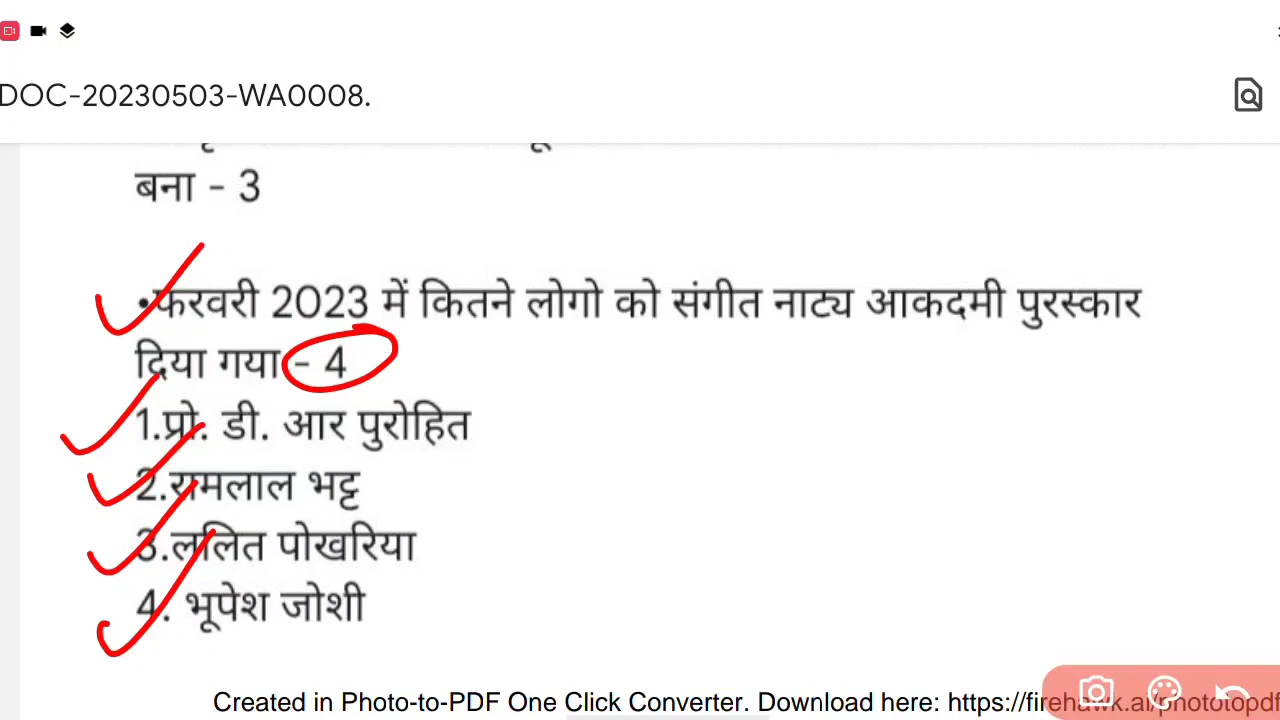 DOC-20230503-WA0008.
बना - 3
•फरवरी 2023 में कितने लोगो को संगीत नाट्य आकदमी पुरस्कार
दिया गया - 4
1.प्रो. डी. आर पुरोहित
2.रामलाल भट्ट
3.ललित पोखरिया
4. भूपेश जोशी
Created in Photo-to-PDF One Click Converter. Download here: https://firehawk.ai/phototopdf